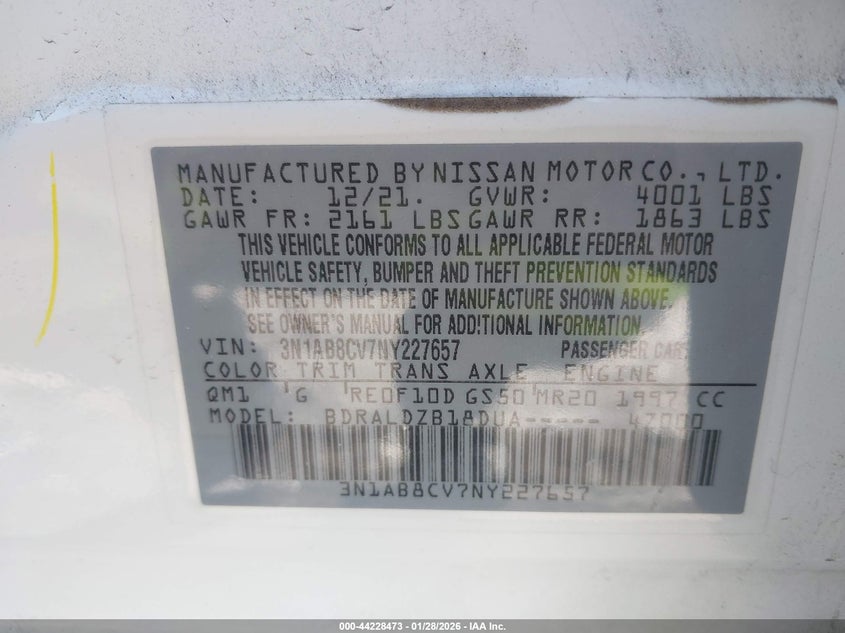 MANUFACTURED BY NISSAN MOTOR CO., LTD.
DATE: 12/21. GVWR: 4001 LBS
GAWR FR: 2161 LBS GAWR RR: 1863 LBS
THIS VEHICLE CONFORMS TO ALL APPLICABLE FEDERAL MOTOR
VEHICLE SAFETY, BUMPER AND THEFT PREVENTION STANDARDS
IN EFFECT ON THE DATE OF MANUFACTURE SHOWN ABOVE.
SEE OWNER'S MANUAL FOR ADDITIONAL INFORMATION.
VIN: 3N1AB8CV7NY227657 PASSENGER CAR
COLOR TRIM TRANS AXLE ENGINE
QM1 G RE0F10D GS50 MR20 1997 CC
MODEL: BDRALDZB18DUA----- 47000
3N1AB8CV7NY227657
000-44228473 | 01/28/2026 - IAA Inc.